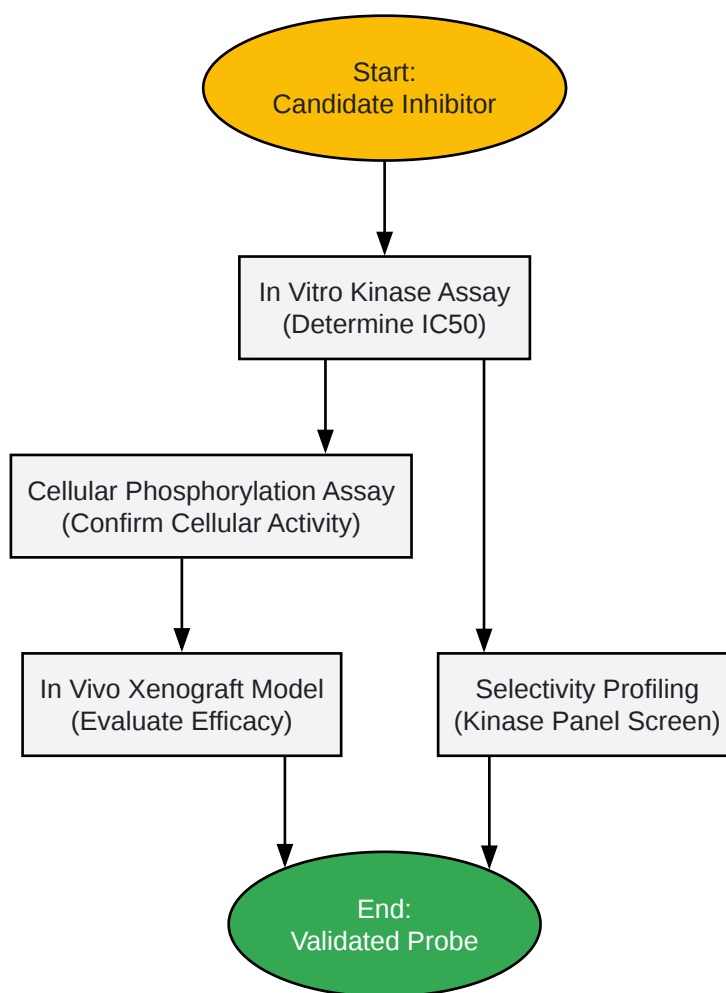 Start:
Candidate Inhibitor
In Vitro Kinase Assay
(Determine IC50)
Cellular Phosphorylation Assay
(Confirm Cellular Activity)
In Vivo Xenograft Model
(Evaluate Efficacy)
Selectivity Profiling
(Kinase Panel Screen)
End:
Validated Probe